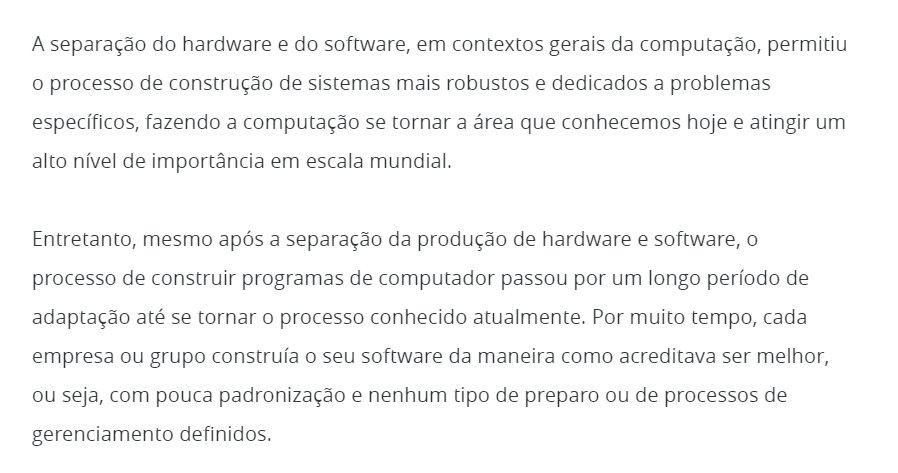 A separação do hardware e do software, em contextos gerais da computação, permitiu
o processo de construção de sistemas mais robustos e dedicados a problemas
específicos, fazendo a computação se tornar a área que conhecemos hoje e atingir um
alto nível de importância em escala mundial.
Entretanto, mesmo após a separação da produção de hardware e software, o
processo de construir programas de computador passou por um longo período de
adaptação até se tornar o processo conhecido atualmente. Por muito tempo, cada
empresa ou grupo construía o seu software da maneira como acreditava ser melhor,
ou seja, com pouca padronização e nenhum tipo de preparo ou de processos de
gerenciamento definidos.